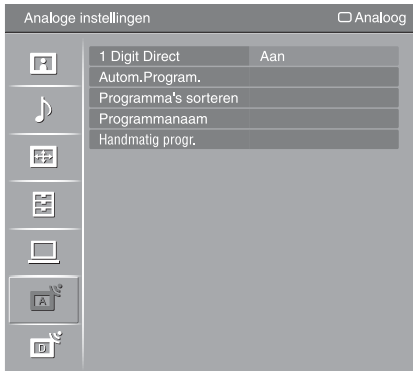 Analoge instellingen Analoog
1 Digit Direct Aan
Autom.Program.
Programma's sorteren
Programmanaam
Handmatig progr.
A
D